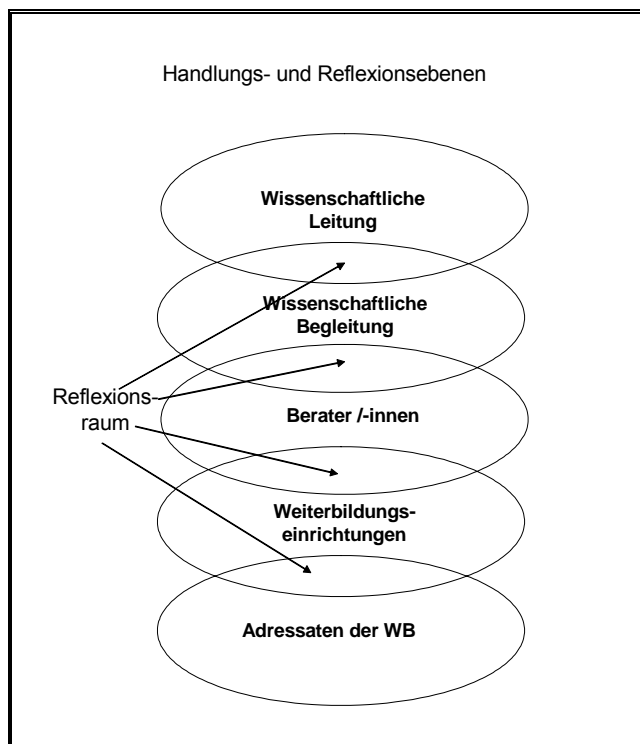 Handlungs- und Reflexionsebenen
Wissenschaftliche
Leitung
Wissenschaftliche
Begleitung
Reflexions-
raum
Berater /-innen
Weiterbildungs-
einrichtungen
Adressaten der WB